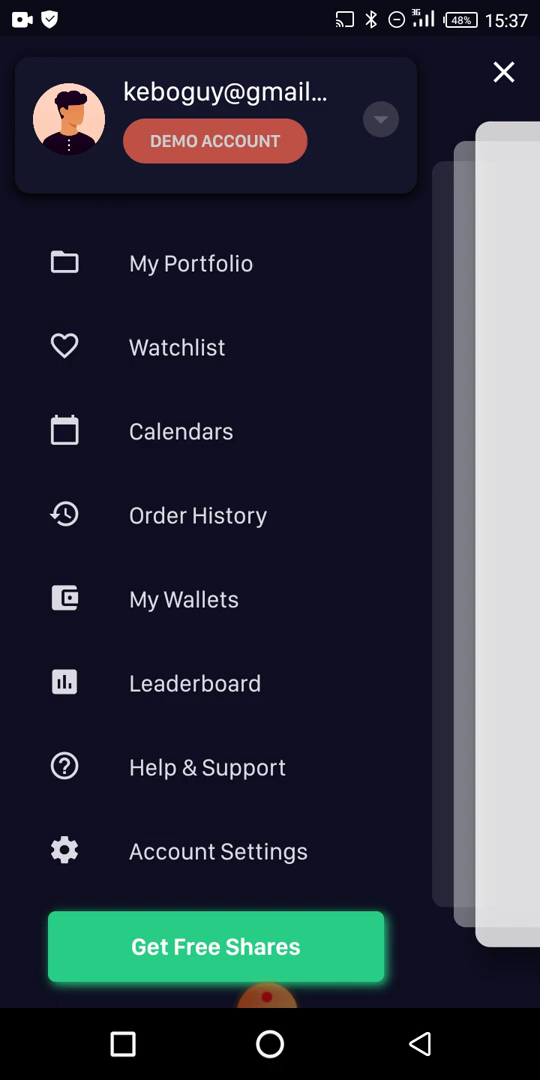 3G
48%
15:37
keboguy@gmail...
DEMO ACCOUNT
My Portfolio
Watchlist
Calendars
Order History
My Wallets
Leaderboard
Help & Support
Account Settings
Get Free Shares